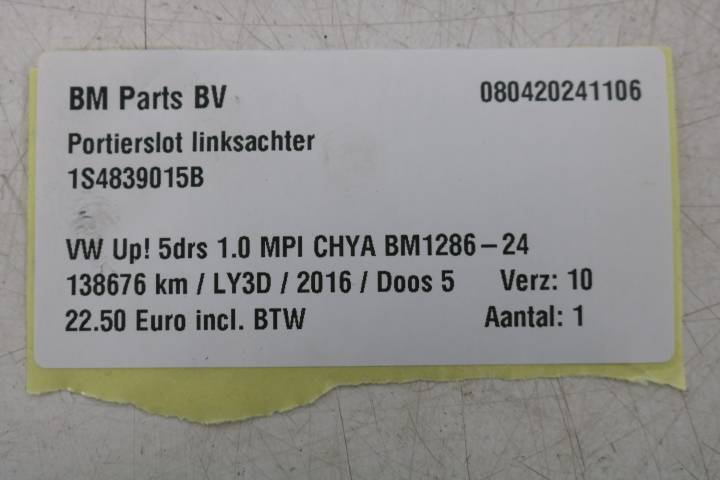 BM Parts BV 080420241106
Portierslot linksachter
1S4839015B
VW Up! 5drs 1.0 MPI CHYA BM1286-24
138676 km / LY3D / 2016 / Doos 5 Verz: 10
22.50 Euro incl. BTW Aantal: 1